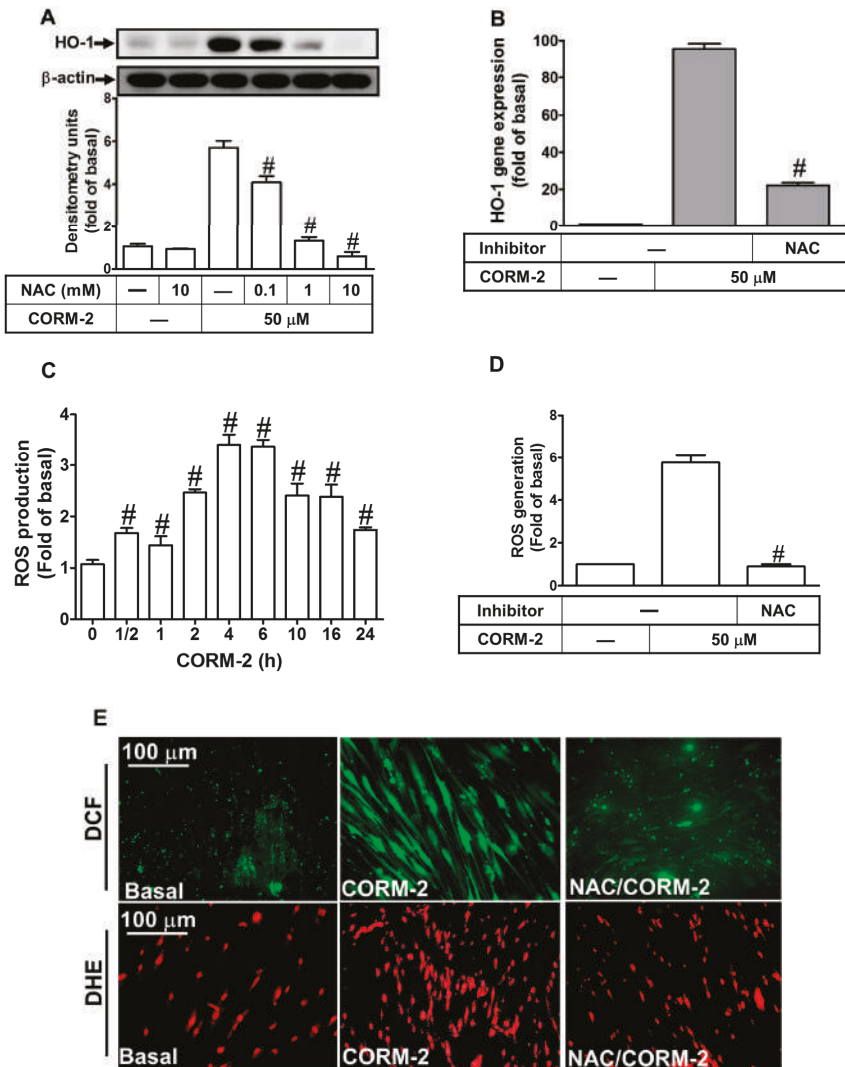 A
HO-1
β-actin
Densitometry units
(fold of basal)
8
6
4
2
0
# # #
NAC (mM) — 10 — 0.1 1 10
CORM-2 — 50 μM
B
HO-1 gene expression
(fold of basal)
100
80
60
40
20
0
#
Inhibitor — NAC
CORM-2 — 50 μM
C
ROS production
(Fold of basal)
4
3
2
1
0
# # # # # # # #
0 1/2 1 2 4 6 10 16 24
CORM-2 (h)
D
ROS generation
(Fold of basal)
8
6
4
2
0
#
Inhibitor — NAC
CORM-2 — 50 μM
E
DCF
100 μm
Basal CORM-2 NAC/CORM-2
DHE
100 μm
Basal CORM-2 NAC/CORM-2